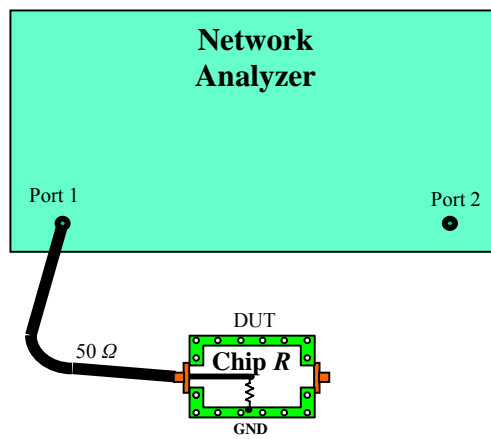 Network
Analyzer
Port 1
Port 2
50 Ω
DUT
Chip R
GND